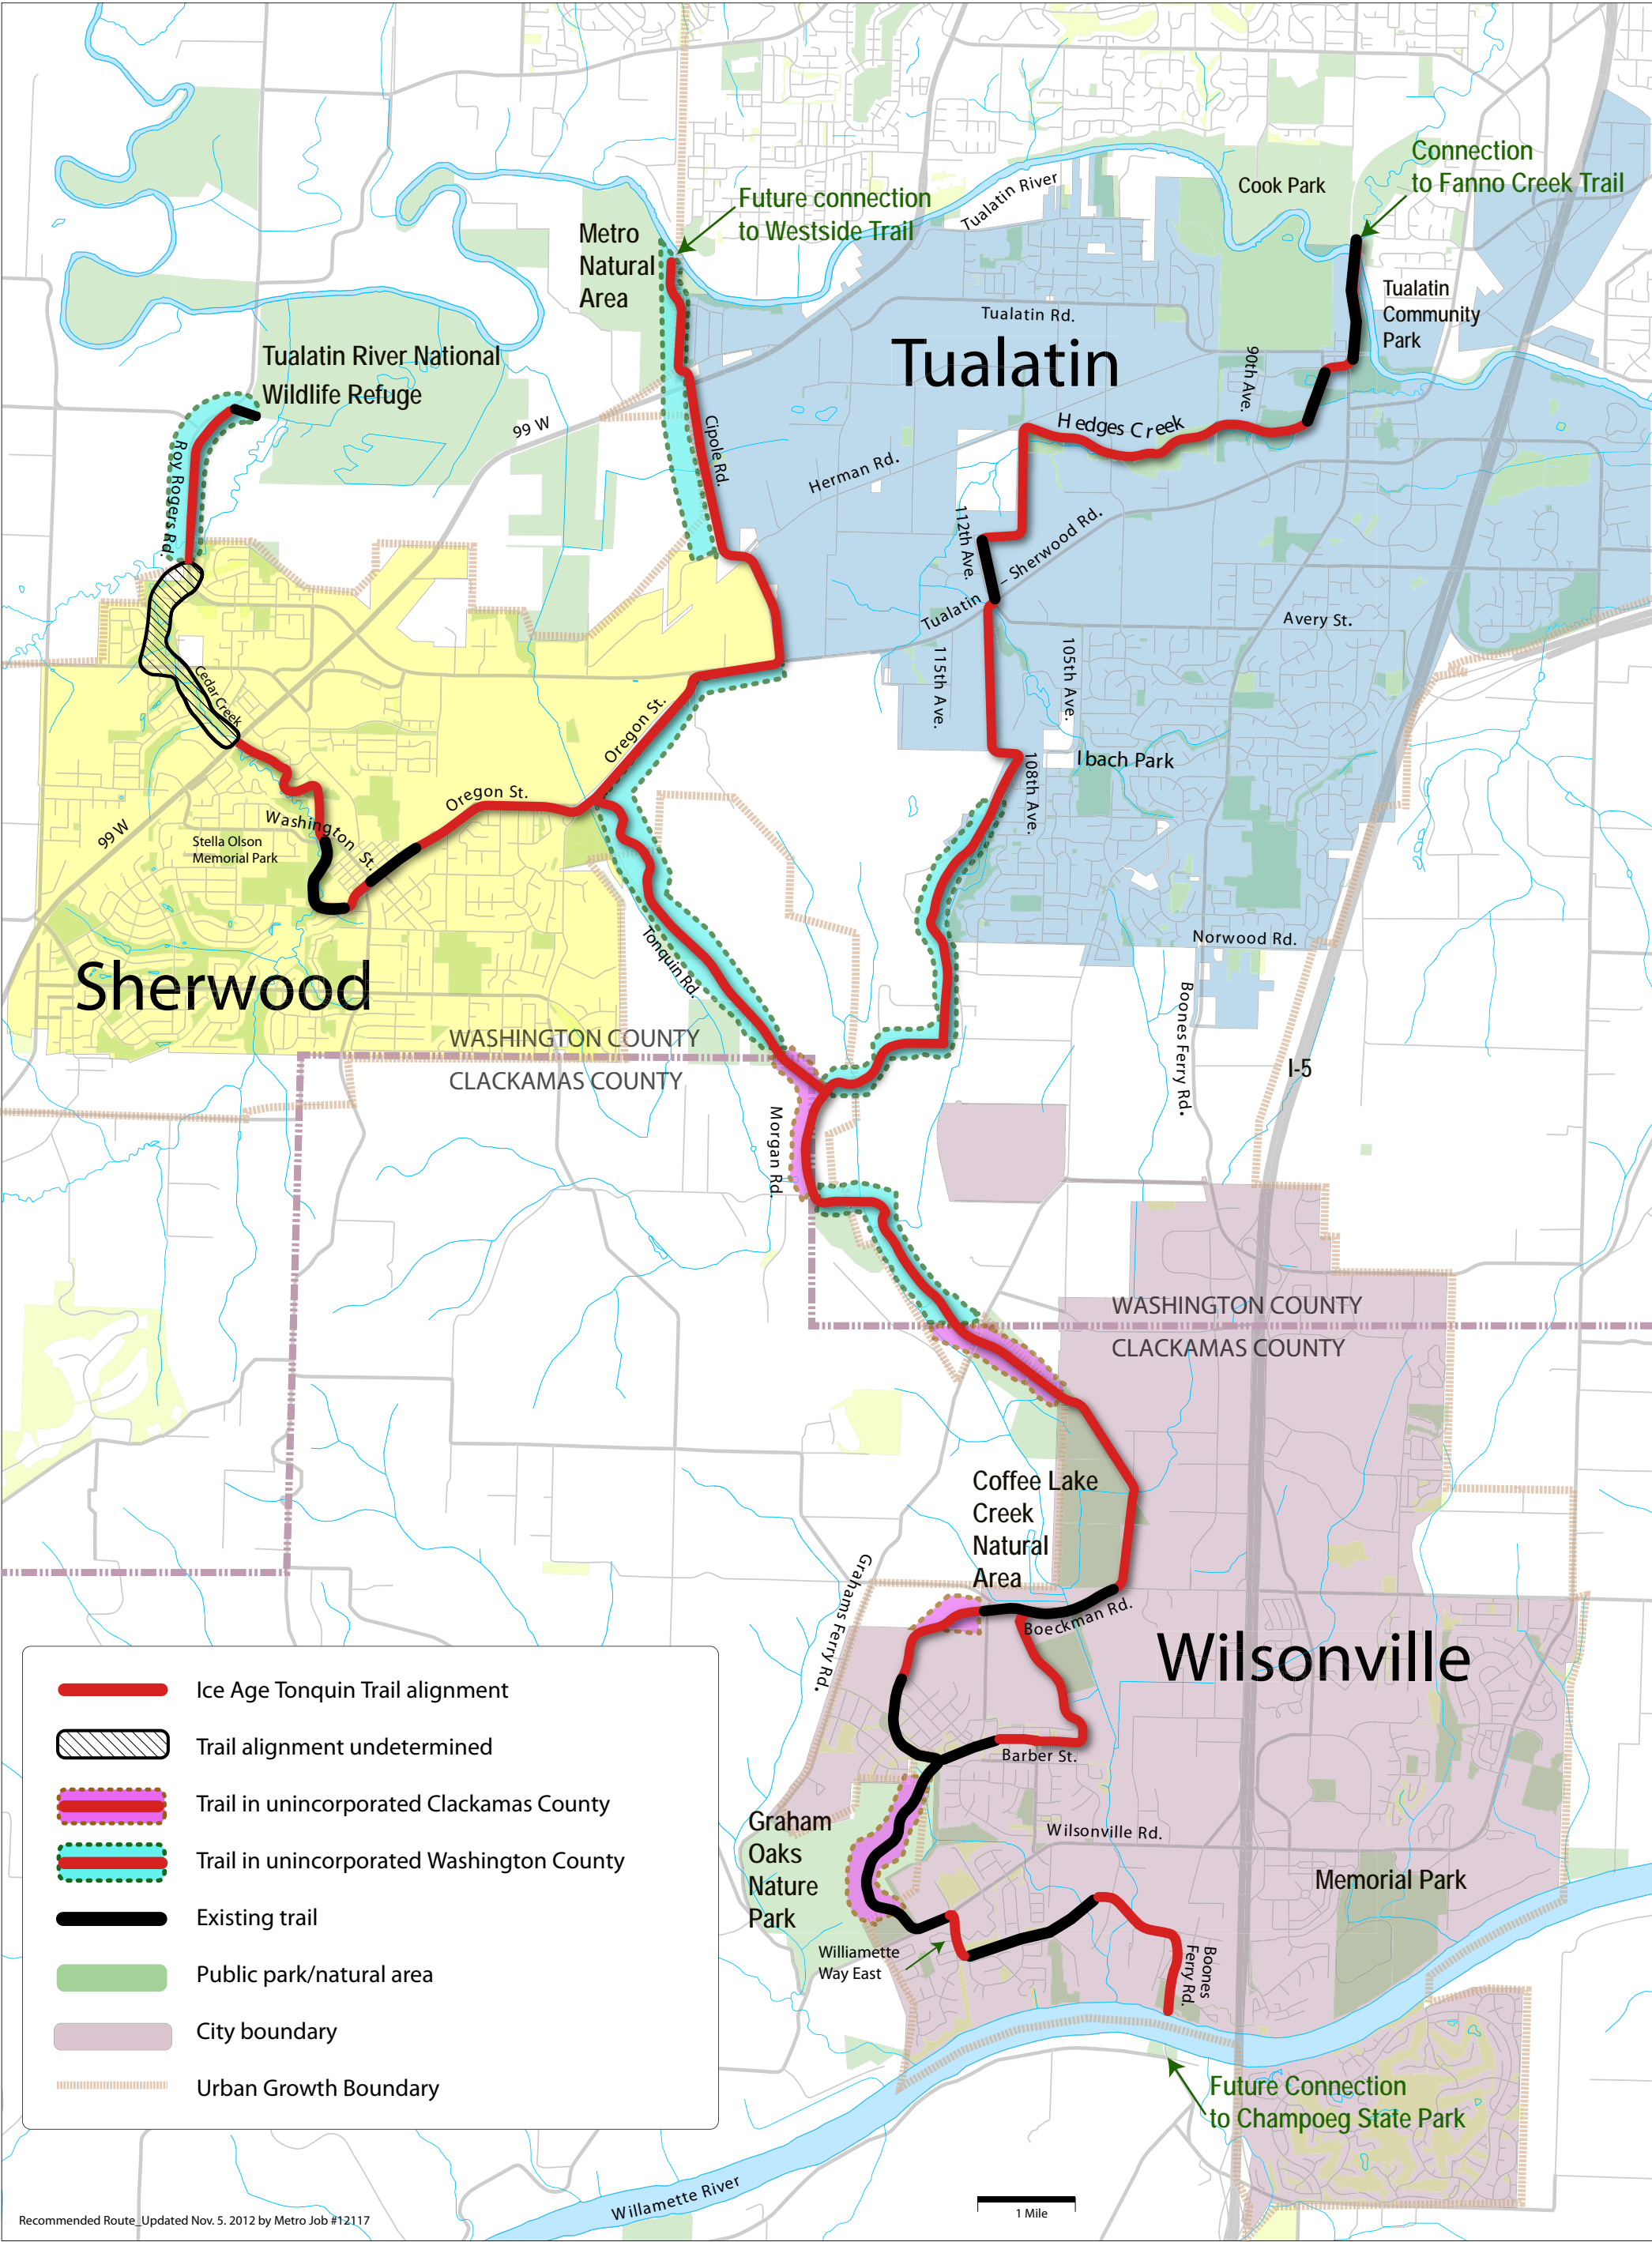 Connection
to Fanno Creek Trail
Cook Park
Tualatin River
Future connection
to Westside Trail
Metro
Natural
Area
Tualatin
Community
Park
Tualatin Rd.
Tualatin
90th Ave.
Tualatin River National
Wildlife Refuge
99 W
Cipole Rd.
Hedges Creek
Roy Rogers Rd.
Herman Rd.
112th Ave.
Tualatin – Sherwood Rd.
Avery St.
115th Ave.
105th Ave.
Cedar Creek
Oregon St.
Ibach Park
108th Ave.
Oregon St.
99 W
Washington St.
Stella Olson
Memorial Park
Tonquin Rd.
Norwood Rd.
Sherwood
Boones Ferry Rd.
WASHINGTON COUNTY
CLACKAMAS COUNTY
I-5
Morgan Rd.
WASHINGTON COUNTY
CLACKAMAS COUNTY
Coffee Lake
Creek
Natural
Area
Grahams Ferry Rd.
Boeckman Rd.
Wilsonville
Barber St.
Graham
Oaks
Nature
Park
Wilsonville Rd.
Memorial Park
Williamette
Way East
Boones
Ferry Rd.
Future Connection
to Champoeg State Park
Willamette River
1 Mile
Ice Age Tonquin Trail alignment
Trail alignment undetermined
Trail in unincorporated Clackamas County
Trail in unincorporated Washington County
Existing trail
Public park/natural area
City boundary
Urban Growth Boundary
Recommended Route_Updated Nov. 5. 2012 by Metro Job #12117